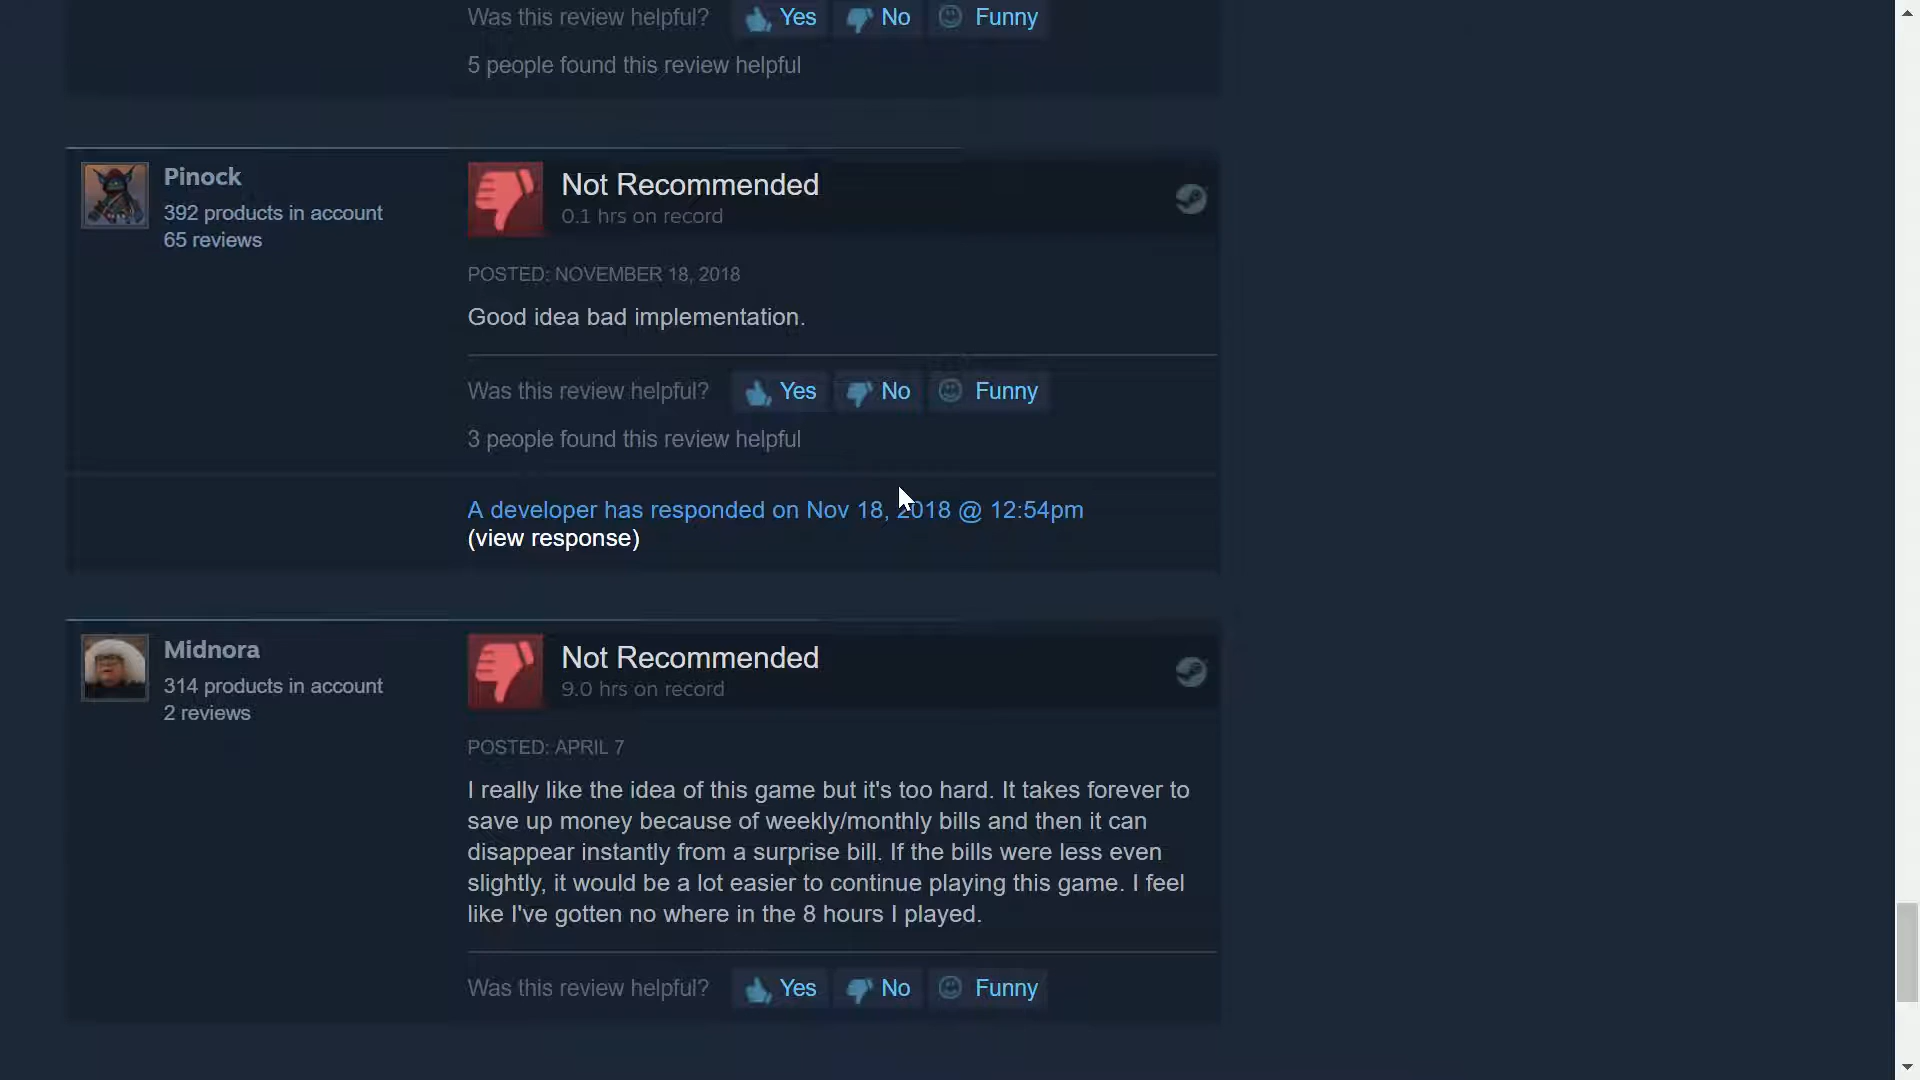 Was this review helpful? Yes No Funny
5 people found this review helpful
Pinock
392 products in account
65 reviews
Not Recommended
0.1 hrs on record
POSTED: NOVEMBER 18, 2018
Good idea bad implementation.
Was this review helpful? Yes No Funny
3 people found this review helpful
A developer has responded on Nov 18, 2018 @ 12:54pm
(view response)
Midnora
314 products in account
2 reviews
Not Recommended
9.0 hrs on record
POSTED: APRIL 7
I really like the idea of this game but it's too hard. It takes forever to
save up money because of weekly/monthly bills and then it can
disappear instantly from a surprise bill. If the bills were less even
slightly, it would be a lot easier to continue playing this game. I feel
like I've gotten no where in the 8 hours I played.
Was this review helpful? Yes No Funny